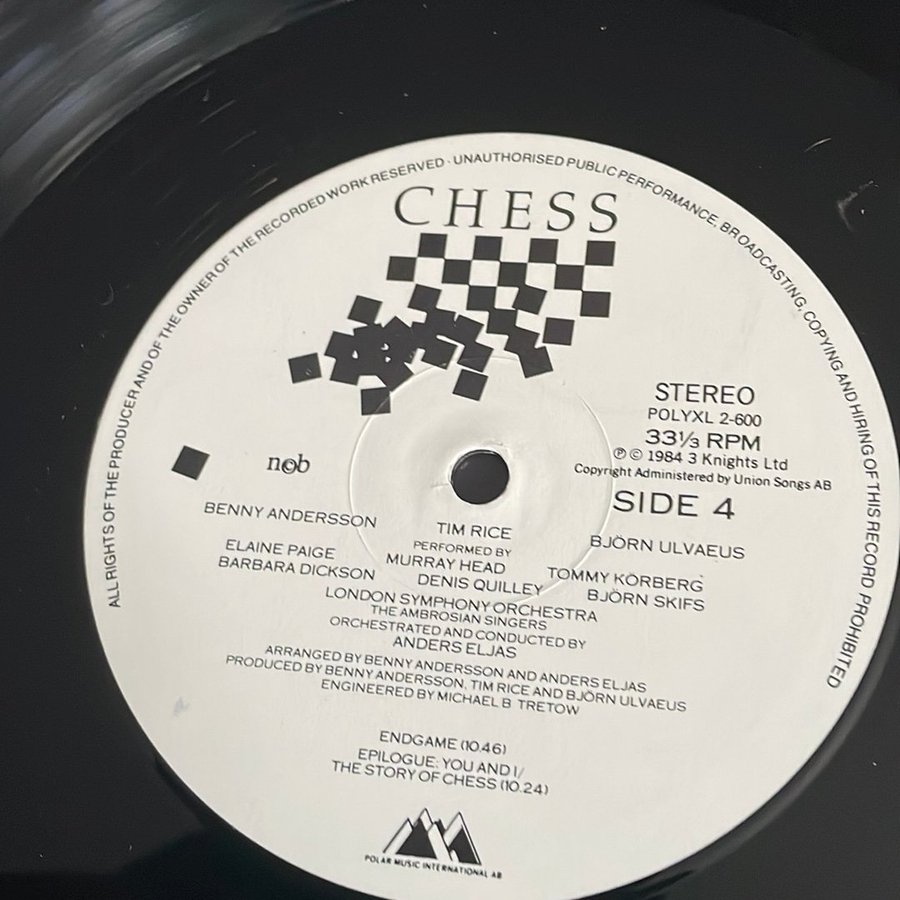 ALL RIGHTS OF THE PRODUCER AND OF THE OWNER OF THE RECORDED WORK RESERVED · UNAUTHORISED PUBLIC PERFORMANCE, BROADCASTING, COPYING AND HIRING OF THIS RECORD PROHIBITED
CHESS
STEREO
POLYXL 2-600
33⅓ RPM
℗ © 1984 3 Knights Ltd
Copyright Administered by Union Songs AB
SIDE 4
n©b
BENNY ANDERSSON TIM RICE BJÖRN ULVAEUS
PERFORMED BY
ELAINE PAIGE MURRAY HEAD TOMMY KÖRBERG
BARBARA DICKSON DENIS QUILLEY BJÖRN SKIFS
LONDON SYMPHONY ORCHESTRA
THE AMBROSIAN SINGERS
ORCHESTRATED AND CONDUCTED BY
ANDERS ELJAS
ARRANGED BY BENNY ANDERSSON AND ANDERS ELJAS
PRODUCED BY BENNY ANDERSSON, TIM RICE AND BJÖRN ULVAEUS
ENGINEERED BY MICHAEL B TRETOW
ENDGAME (10.46)
EPILOGUE: YOU AND I/
THE STORY OF CHESS (10.24)
POLAR MUSIC INTERNATIONAL AB